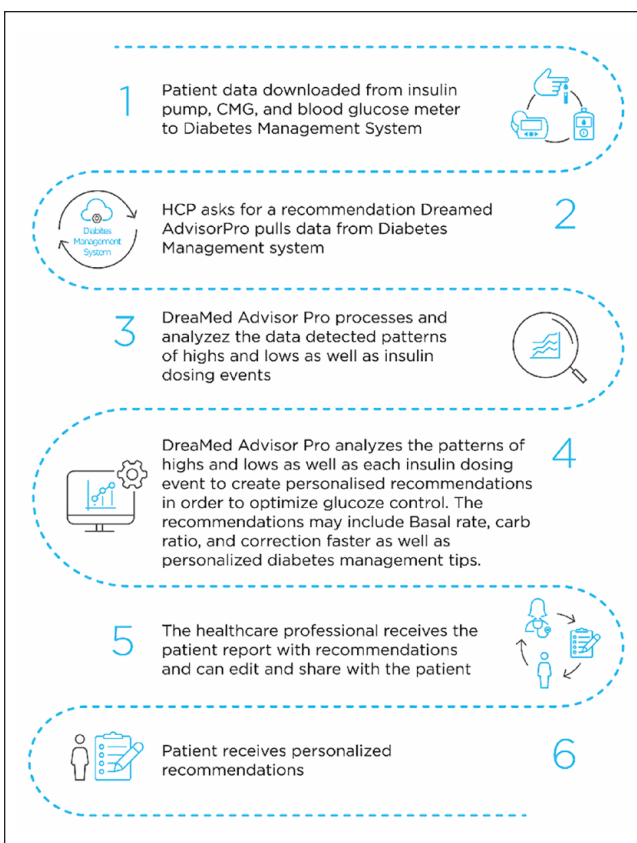 1
Patient data downloaded from insulin
pump, CMG, and blood glucose meter
to Diabetes Management System
Diabites
Management
System
HCP asks for a recommendation Dreamed
AdvisorPro pulls data from Diabetes
Management system
2
3
DreaMed Advisor Pro processes and
analyzez the data detected patterns
of highs and lows as well as insulin
dosing events
DreaMed Advisor Pro analyzes the patterns of
highs and lows as well each insulin dosing
event to create personalised recommendations
in order to optimize glucoze control. The
recommendations may include Basal rate, carb
ratio, and correction faster as well as
personalized diabetes management tips.
4
5
The healthcare professional receives the
patient report with recommendations
and can edit and share with the patient
Patient receives personalized
recommendations
6